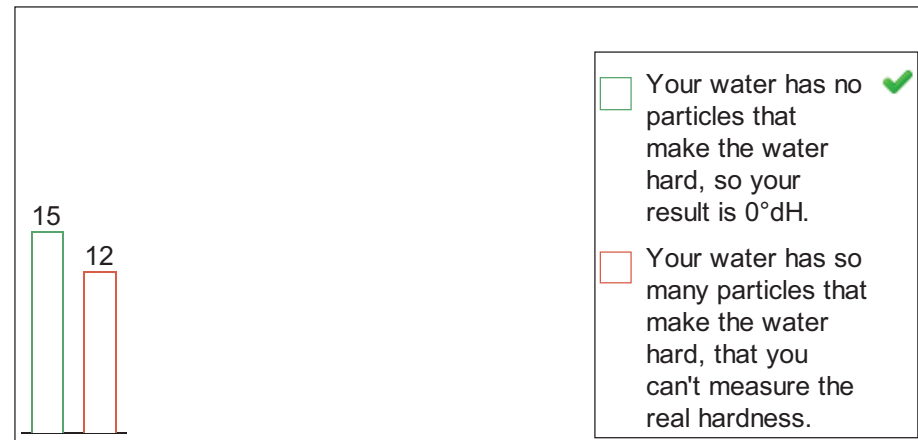 15
12
Your water has no
particles that
make the water
hard, so your
result is 0°dH.
Your water has so
many particles that
make the water
hard, that you
can't measure the
real hardness.